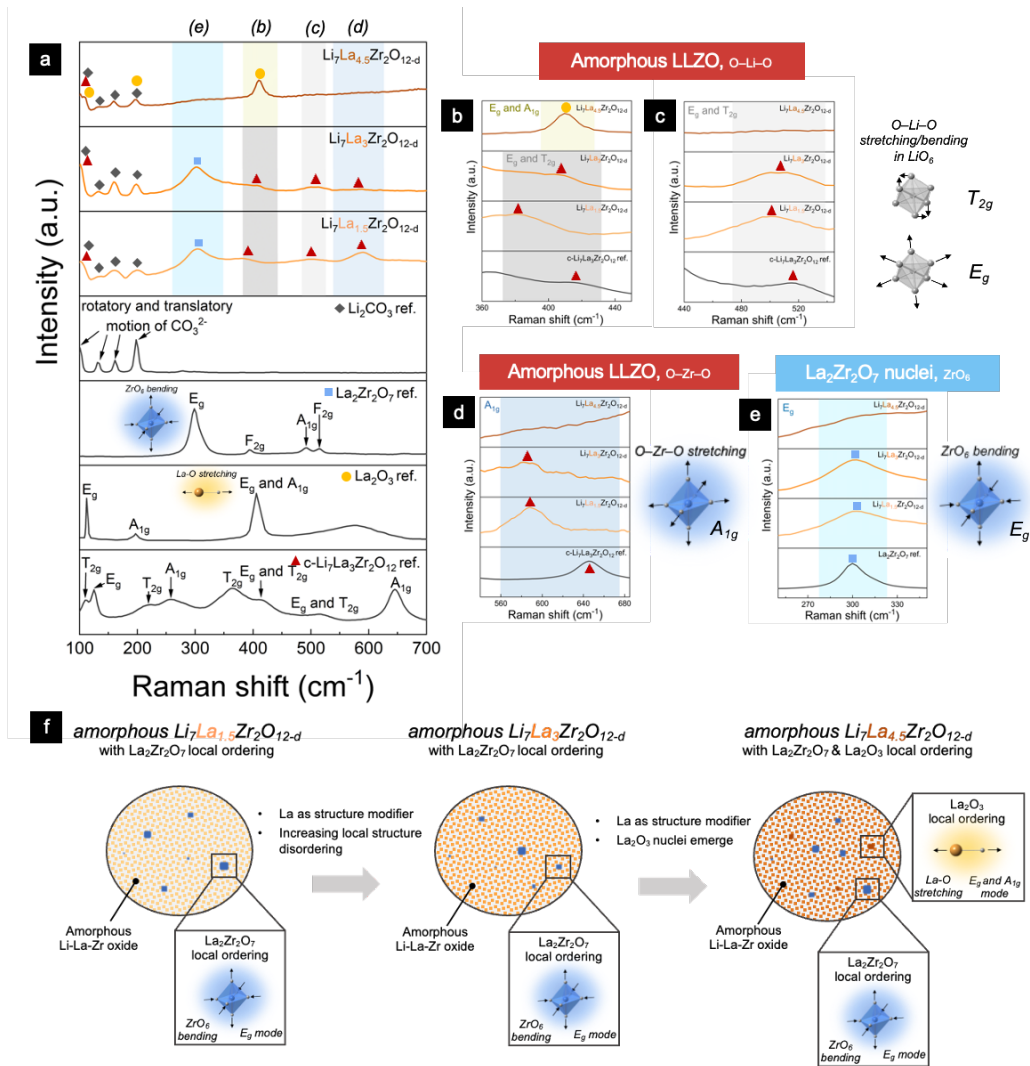 a
(e)
(b)
(c)
(d)
Li7La4.5Zr2O12-d
Li7La3Zr2O12-d
Li7La1.5Zr2O12-d
rotatory and translatory
motion of CO3 2-
Li2CO3 ref.
ZrO6 bending
La2Zr2O7 ref.
Eg
F2g
A1g
F2g
La-O stretching
La2O3 ref.
Eg
A1g
Eg and A1g
c-Li7La3Zr2O12 ref.
T2g
Eg
T2g
A1g
T2g
Eg and T2g
Eg and T2g
A1g
Intensity (a.u.)
100
200
300
400
500
600
700
Raman shift (cm-1)
Amorphous LLZO, O–Li–O
b
Eg and A1g
Li7La4.5Zr2O12-d
Eg and T2g
Li7La3Zr2O12-d
Li7La1.5Zr2O12-d
c-Li7La3Zr2O12 ref.
Intensity (a.u.)
360
400
440
Raman shift (cm-1)
c
Eg and T2g
Li7La4.5Zr2O12-d
Li7La3Zr2O12-d
Li7La1.5Zr2O12-d
c-Li7La3Zr2O12 ref.
Intensity (a.u.)
440
480
520
Raman shift (cm-1)
O–Li–O
stretching/bending
in LiO6
T2g
Eg
Amorphous LLZO, O–Zr–O
d
A1g
Li7La4.5Zr2O12-d
Li7La3Zr2O12-d
Li7La1.5Zr2O12-d
c-Li7La3Zr2O12 ref.
Intensity (a.u.)
560
600
640
680
Raman shift (cm-1)
O–Zr–O stretching
A1g
La2Zr2O7 nuclei, ZrO6
e
Eg
Li7La4.5Zr2O12-d
Li7La3Zr2O12-d
Li7La1.5Zr2O12-d
La2Zr2O7 ref.
Intensity (a.u.)
270
300
330
Raman shift (cm-1)
ZrO6 bending
Eg
f
amorphous Li7La1.5Zr2O12-d
with La2Zr2O7 local ordering
Amorphous
Li-La-Zr oxide
La2Zr2O7
local ordering
ZrO6
bending
Eg mode
• La as structure modifier
• Increasing local structure
disordering
amorphous Li7La3Zr2O12-d
with La2Zr2O7 local ordering
Amorphous
Li-La-Zr oxide
La2Zr2O7
local ordering
ZrO6
bending
Eg mode
• La as structure modifier
• La2O3 nuclei emerge
amorphous Li7La4.5Zr2O12-d
with La2Zr2O7 & La2O3 local ordering
Amorphous
Li-La-Zr oxide
La2O3
local ordering
La-O
stretching
Eg and A1g
mode
La2Zr2O7
local ordering
ZrO6
bending
Eg mode